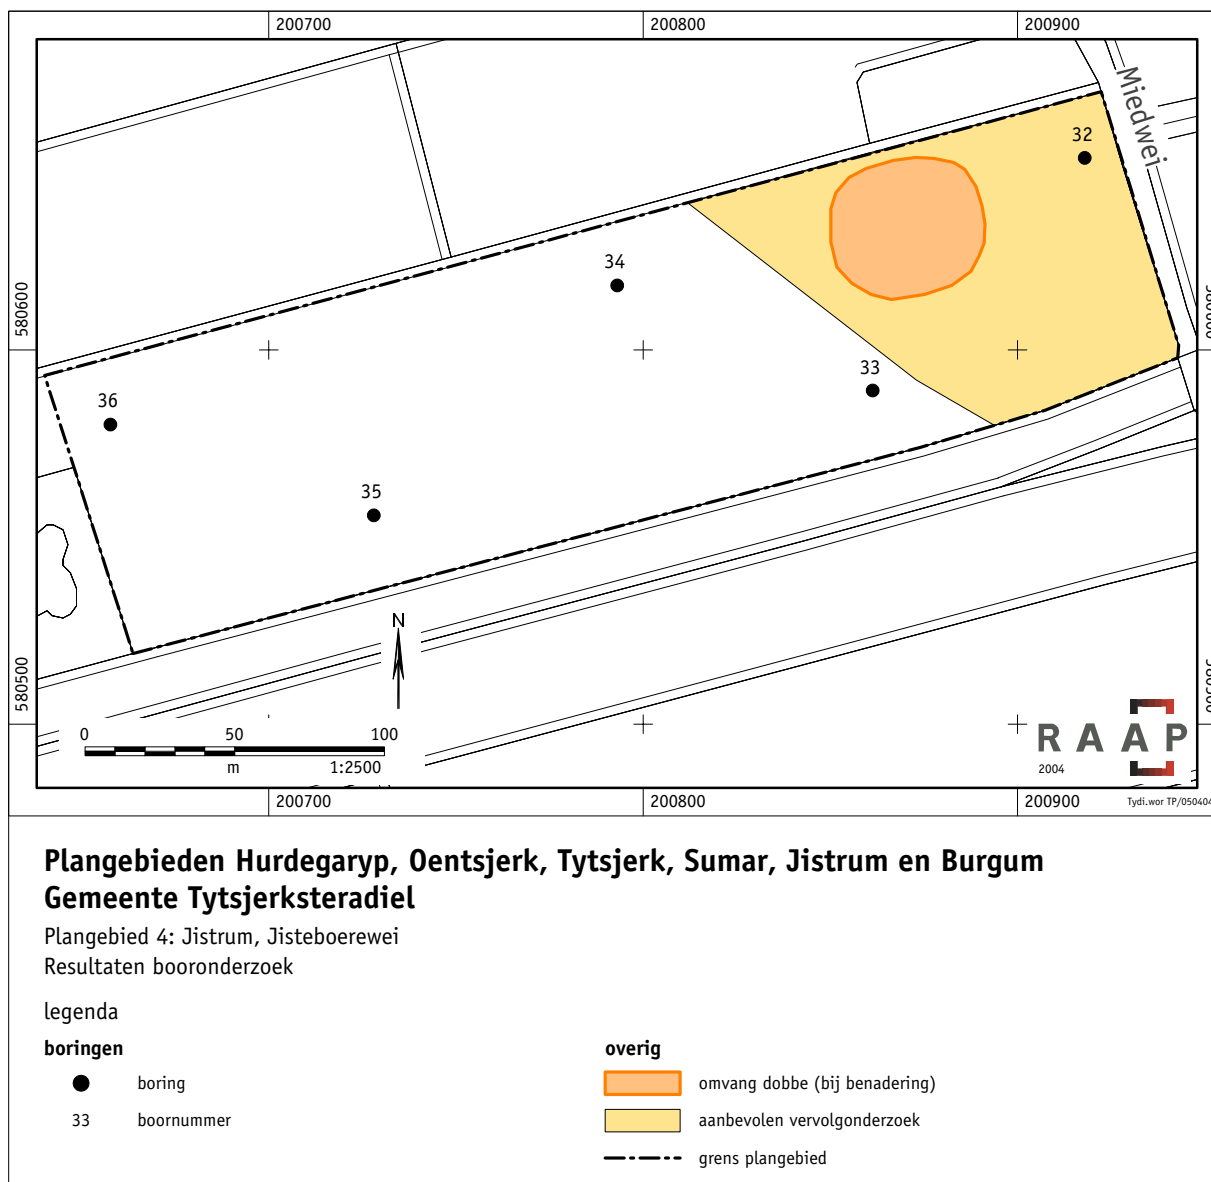 200700
200800
200900
Miedwei
32
34
580600
580600
33
36
35
N
580500
580500
0 50 100
m 1:2500
RAAP
2004
200700
200800
200900
Tydi.wor TP/050404
Plangebieden Hurdegaryp, Oentsjerk, Tytsjerk, Sumar, Jistrum en Burgum
Gemeente Tytsjerksteradiel
Plangebied 4: Jistrum, Jisteboerewei
Resultaten booronderzoek
legenda
boringen
boring
33 boornummer
overig
omvang dobbe (bij benadering)
aanbevolen vervolgonderzoek
grens plangebied